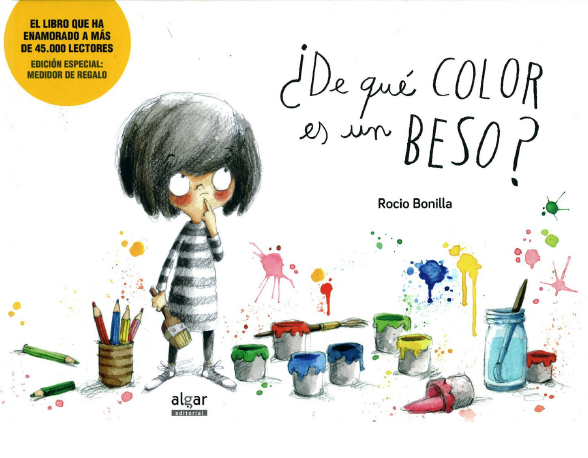 EL LIBRO QUE HA
ENAMORADO A MÁS
DE 45.000 LECTORES
EDICIÓN ESPECIAL:
MEDIDOR DE REGALO
¿De qué COLOR
es un BESO?
Rocio Bonilla
algar
editorial